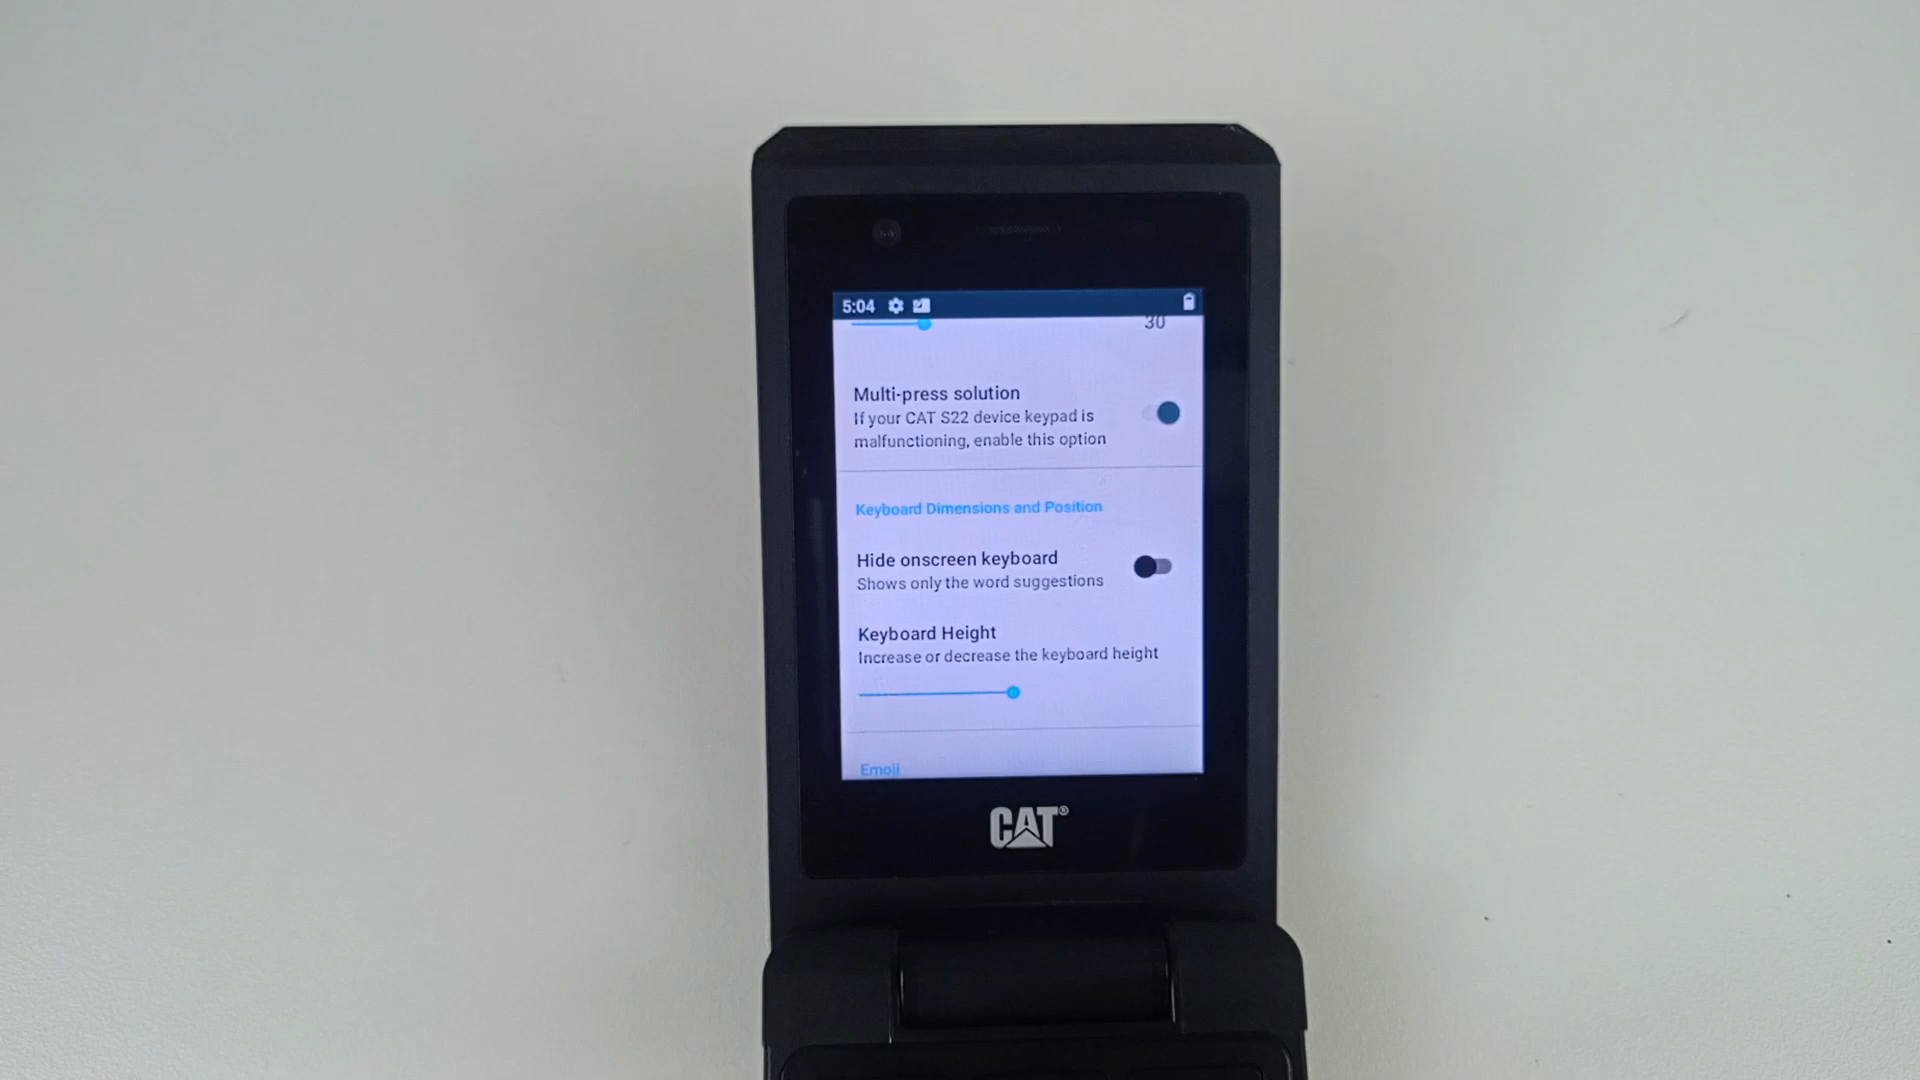 5:04
30
Multi-press solution
If your CAT S22 device keypad is
malfunctioning, enable this option
Keyboard Dimensions and Position
Hide onscreen keyboard
Shows only the word suggestions
Keyboard Height
Increase or decrease the keyboard height
Emoji
CAT®